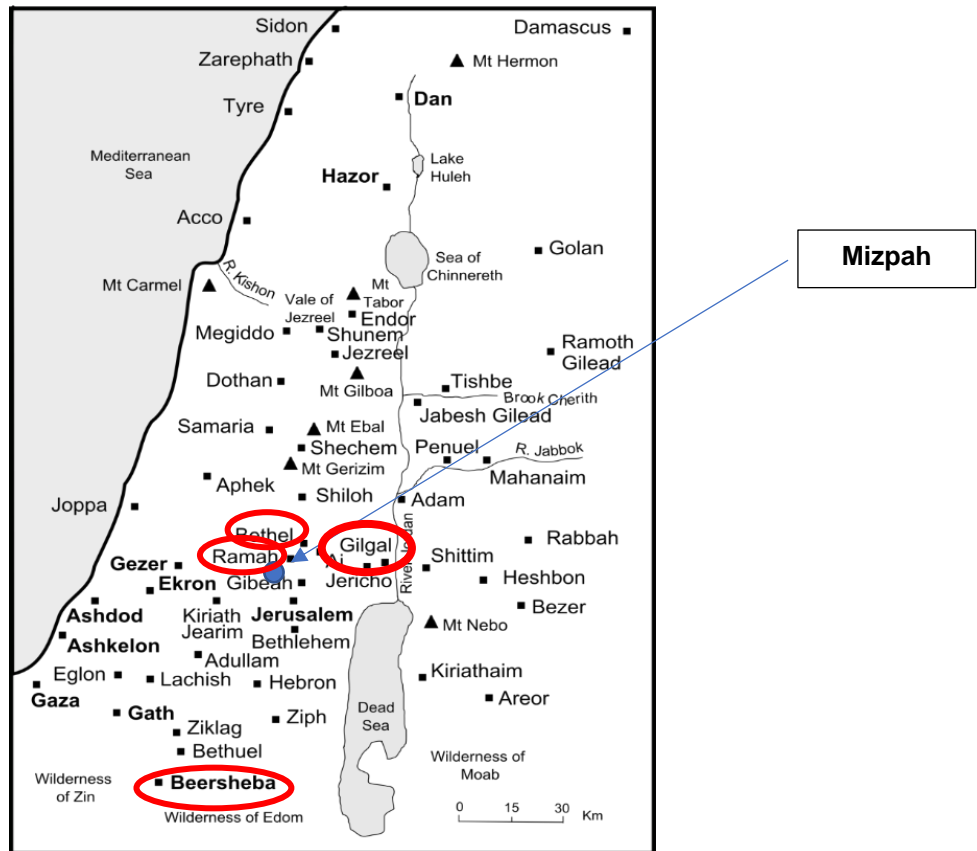 Sidon
Damascus
Zarephath
Mt Hermon
Dan
Tyre
Mediterranean
Sea
Lake
Huleh
Hazor
Acco
Golan
Sea of
Chinnereth
Mizpah
R. Kishon
Mt Carmel
Mt
Tabor
Vale of
Jezreel
Endor
Megiddo
Shunem
Jezreel
Ramoth
Gilead
Dothan
Mt Gilboa
Tishbe
Brook Cherith
Jabesh Gilead
Samaria
Mt Ebal
Shechem
Penuel
R. Jabbok
Mt Gerizim
Mahanaim
Aphek
Shiloh
Adam
Joppa
River Jordan
Bethel
Gilgal
Rabbah
Ramah
Ai
Shittim
Gezer
Jericho
Heshbon
Ekron
Gibeah
Bezer
Ashdod
Kiriath
Jearim
Jerusalem
Mt Nebo
Ashkelon
Bethlehem
Adullam
Eglon
Lachish
Hebron
Kiriathaim
Gaza
Areor
Dead
Sea
Gath
Ziklag
Ziph
Bethuel
Wilderness of
Moab
Wilderness
of Zin
Beersheba
Wilderness of Edom
0 15 30
Km